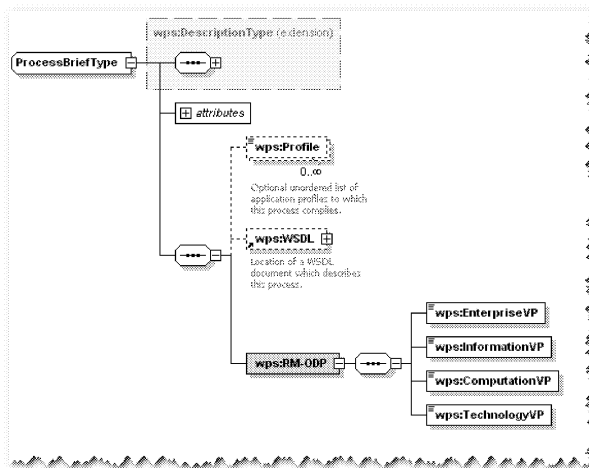 wps:DescriptionType (extension)
ProcessBriefType
attributes
wps:Profile
0..∞
Optional unordered list of
application profiles to which
this process complies.
wps:WSDL
Location of a WSDL
document which describes
this process.
wps:RM-ODP
wps:EnterpriseVP
wps:InformationVP
wps:ComputationVP
wps:TechnologyVP